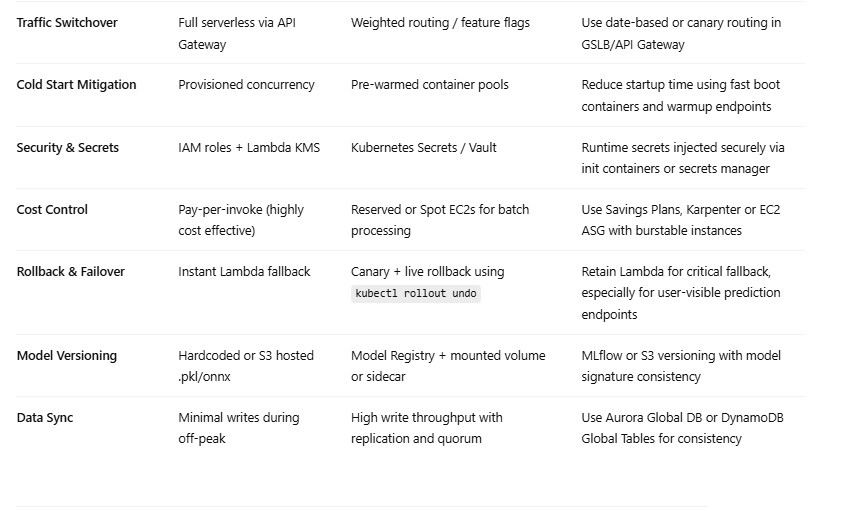 Traffic Switchover
Full serverless via API
Gateway
Weighted routing / feature flags
Use date-based or canary routing in
GSLB/API Gateway
Cold Start Mitigation
Provisioned concurrency
Pre-warmed container pools
Reduce startup time using fast boot
containers and warmup endpoints
Security & Secrets
IAM roles + Lambda KMS
Kubernetes Secrets / Vault
Runtime secrets injected securely via
init containers or secrets manager
Cost Control
Pay-per-invoke (highly
cost effective)
Reserved or Spot EC2s for batch
processing
Use Savings Plans, Karpenter or EC2
ASG with burstable instances
Rollback & Failover
Instant Lambda fallback
Canary + live rollback using
kubectl rollout undo
Retain Lambda for critical fallback,
especially for user-visible prediction
endpoints
Model Versioning
Hardcoded or S3 hosted
.pkl/onnx
Model Registry + mounted volume
or sidecar
MLflow or S3 versioning with model
signature consistency
Data Sync
Minimal writes during
off-peak
High write throughput with
replication and quorum
Use Aurora Global DB or DynamoDB
Global Tables for consistency